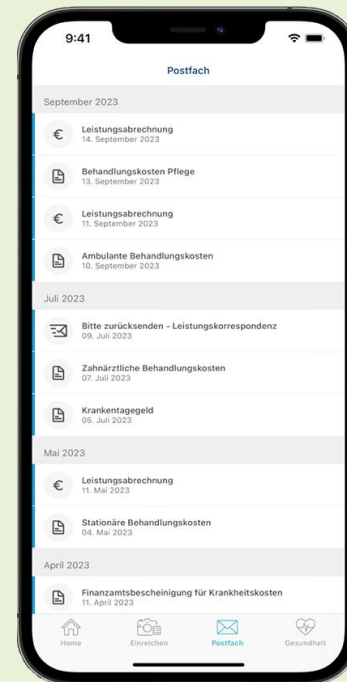 9:41
Postfach
September 2023
€ Leistungsabrechnung
14. September 2023
Behandlungskosten Pflege
13. September 2023
€ Leistungsabrechnung
11. September 2023
Ambulante Behandlungskosten
10. September 2023
Juli 2023
Bitte zurücksenden - Leistungskorrespondenz
09. Juli 2023
Zahnärztliche Behandlungskosten
07. Juli 2023
Krankentagegeld
05. Juli 2023
Mai 2023
€ Leistungsabrechnung
11. Mai 2023
Stationäre Behandlungskosten
04. Mai 2023
April 2023
Finanzamtsbescheinigung für Krankheitskosten
11. April 2023
Home Einreichen Postfach Gesundheit